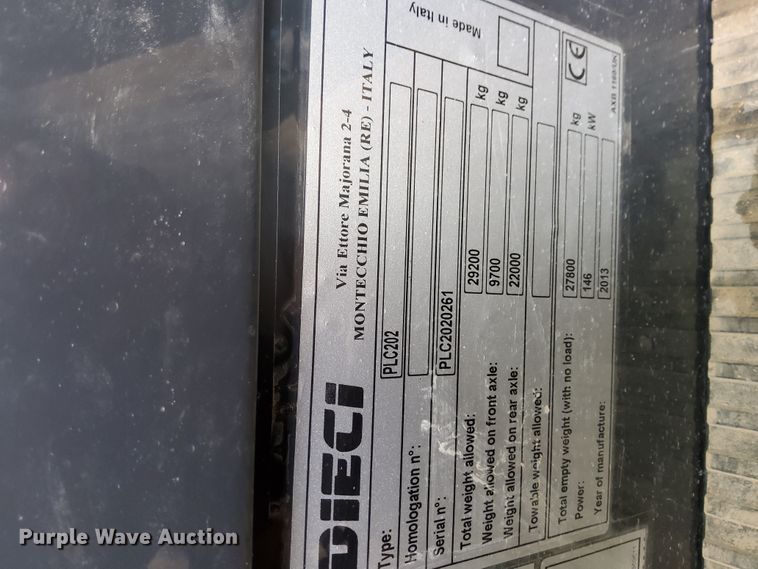 DIECI
Via Ettore Majorana 2-4
MONTECCHIO EMILIA (RE) - ITALY
Type: PLC202
Homologation n°:
Serial n°: PLC2020261
Made in Italy
Total weight allowed: 29200 kg
Weight allowed on front axle: 9700 kg
Weight allowed on rear axle: 22000 kg
Towable weight allowed:
Total empty weight (with no load): 27800 kg
Power: 146 kW
Year of manufacture: 2013
CE
Purple Wave Auction